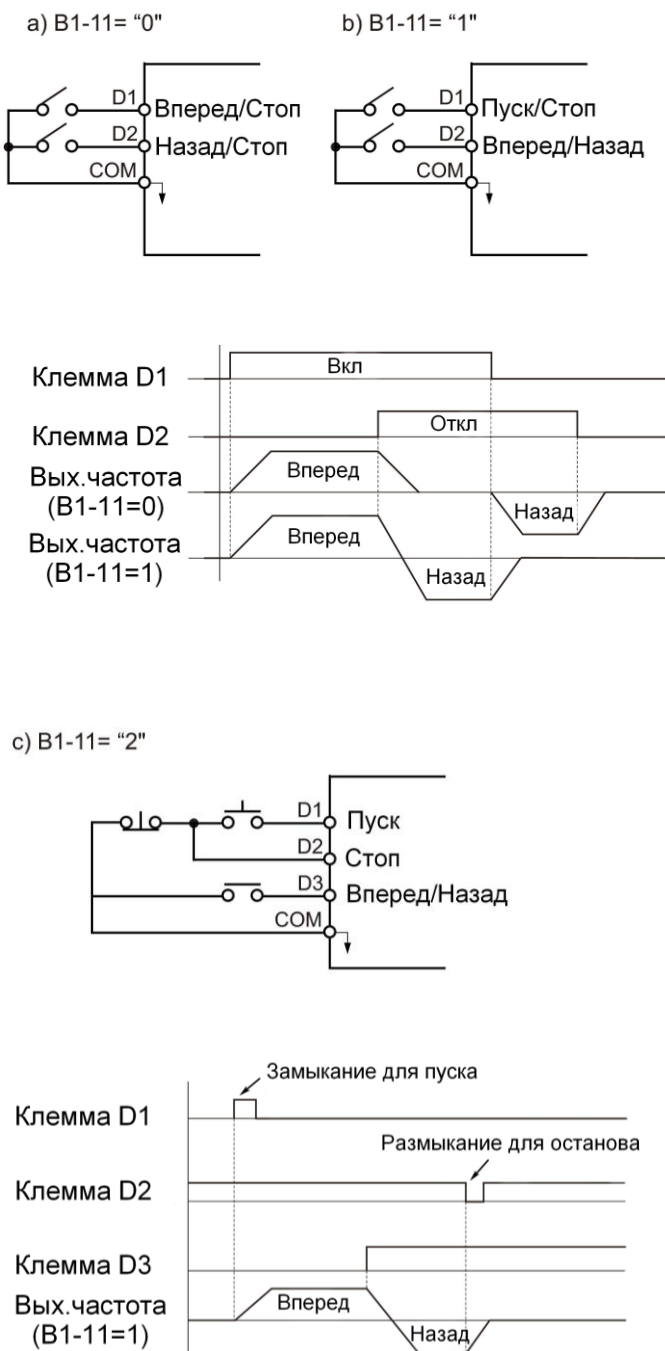 a) B1-11= “0"
b) B1-11= “1"
D1
Вперед/Стоп
D2
Назад/Стоп
COM
D1
Пуск/Стоп
D2
Вперед/Назад
COM
Клемма D1
Вкл
Клемма D2
Откл
Вых.частота
(B1-11=0)
Вперед
Назад
Вых.частота
(B1-11=1)
Вперед
Назад
c) B1-11= “2"
D1
Пуск
D2
Стоп
D3
Вперед/Назад
COM
Замыкание для пуска
Клемма D1
Размыкание для останова
Клемма D2
Клемма D3
Вых.частота
(B1-11=1)
Вперед
Назад